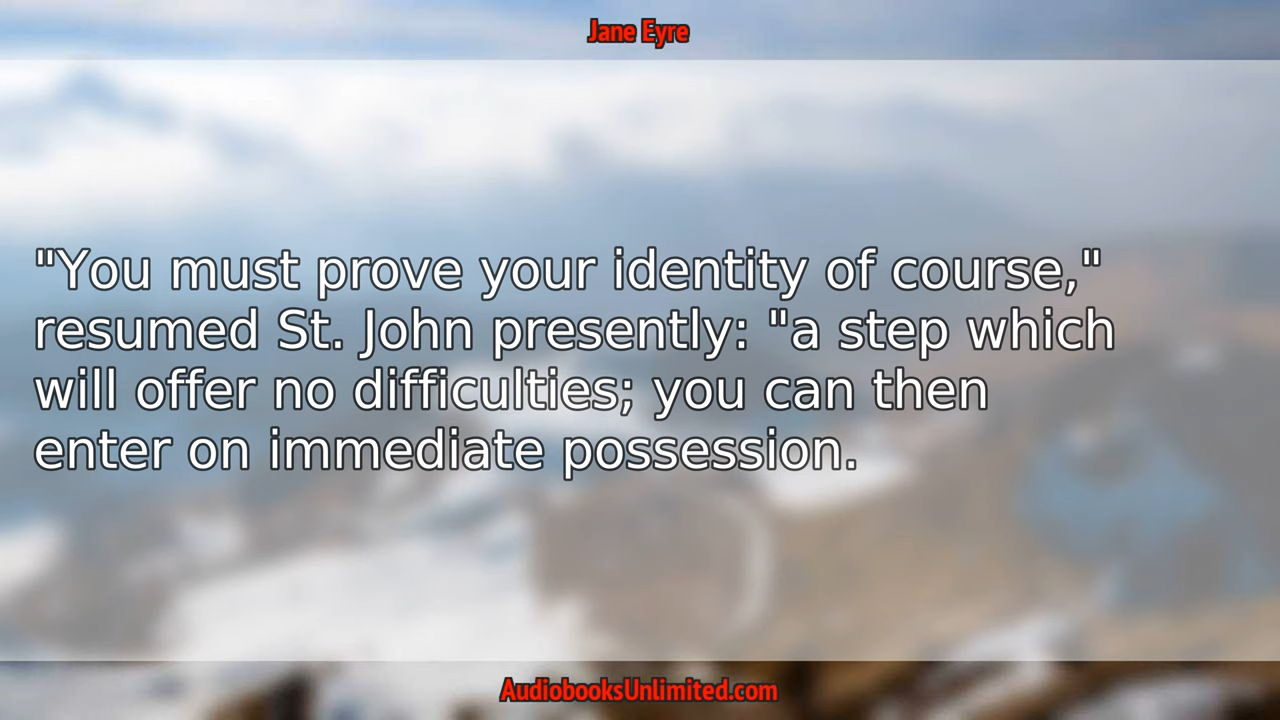 Jane Eyre
"You must prove your identity of course,"
resumed St. John presently: "a step which
will offer no difficulties; you can then
enter on immediate possession.
AudiobooksUnlimited.com